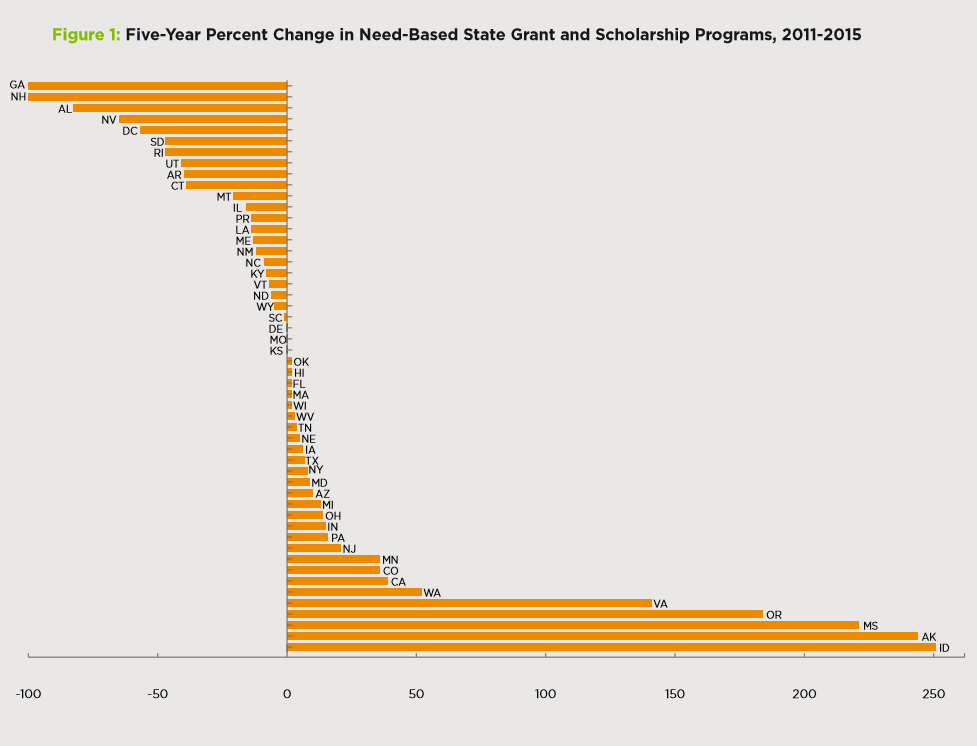 Figure 1: Five-Year Percent Change in Need-Based State Grant and Scholarship Programs, 2011-2015
GA
NH
AL
NV
DC
SD
RI
UT
AR
CT
MT
IL
PR
LA
ME
NM
NC
KY
VT
ND
WY
SC
DE
MO
KS
OK
HI
FL
MA
WI
WV
TN
NE
IA
TX
NY
MD
AZ
MI
OH
IN
PA
NJ
MN
CO
CA
WA
VA
OR
MS
AK
ID
-100 -50 0 50 100 150 200 250